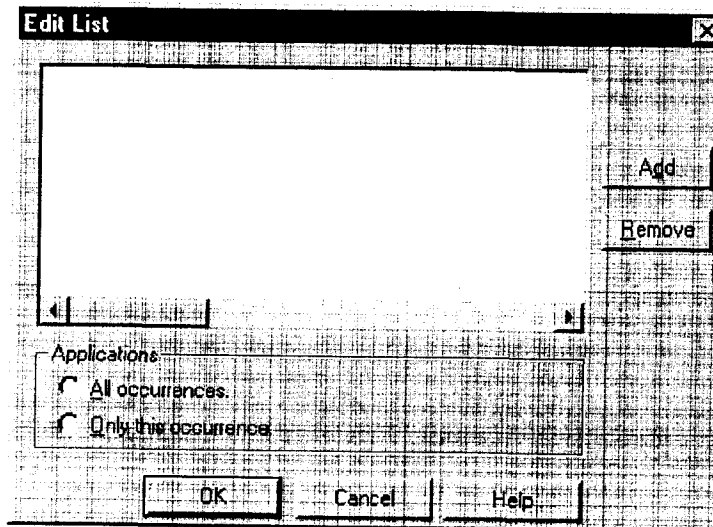 Edit List
Add
Remove
Applications
All occurrences.
Only this occurrence
OK
Cancel
Help